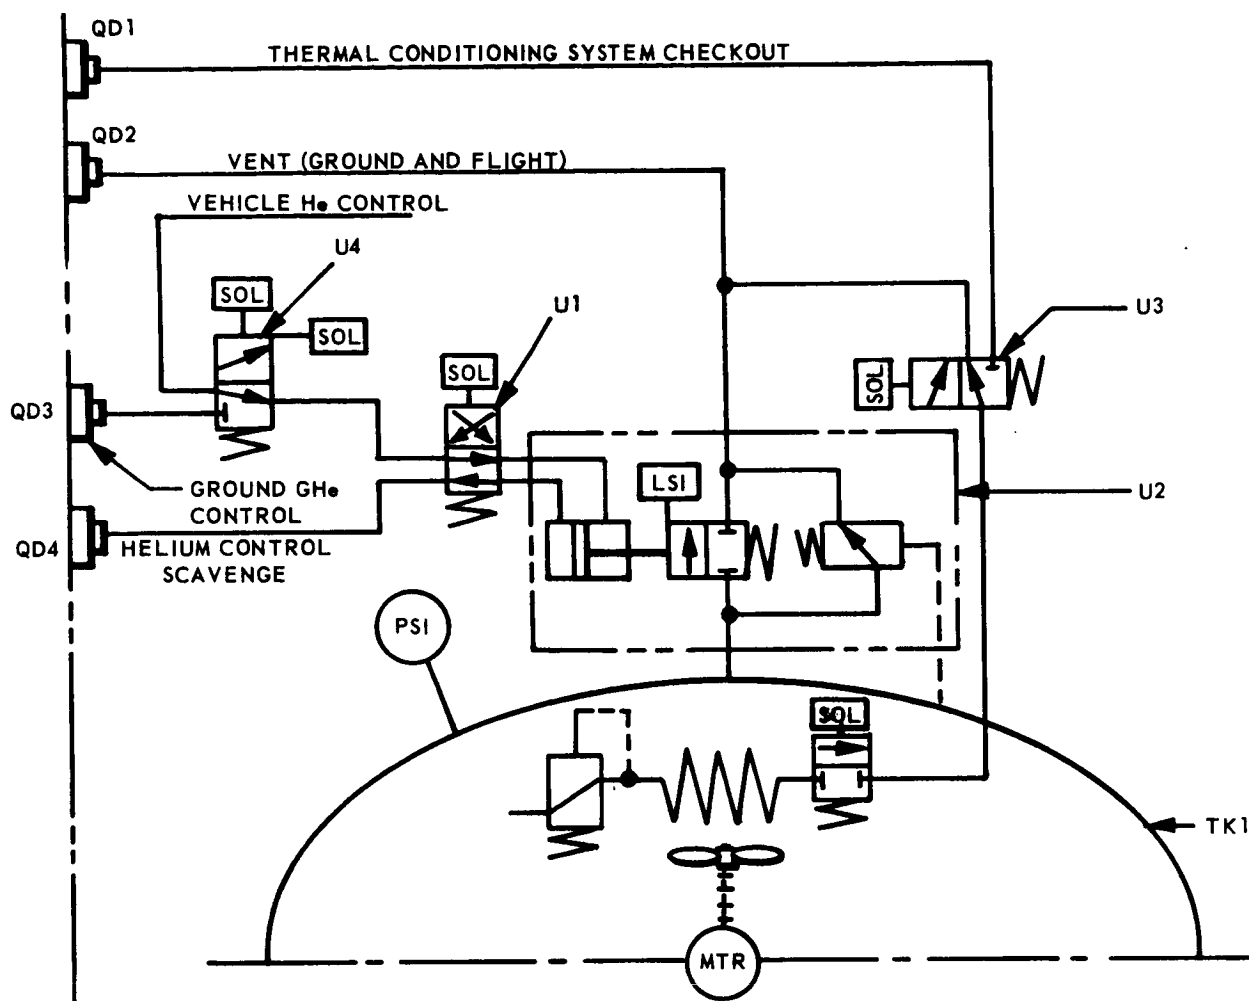 QD1
THERMAL CONDITIONING SYSTEM CHECKOUT
QD2
VENT (GROUND AND FLIGHT)
VEHICLE He CONTROL
U4
SOL
SOL
U1
U3
SOL
SOL
QD3
GROUND GHe
CONTROL
LSI
U2
QD4
HELIUM CONTROL
SCAVENGE
PSI
SOL
TK1
MTR